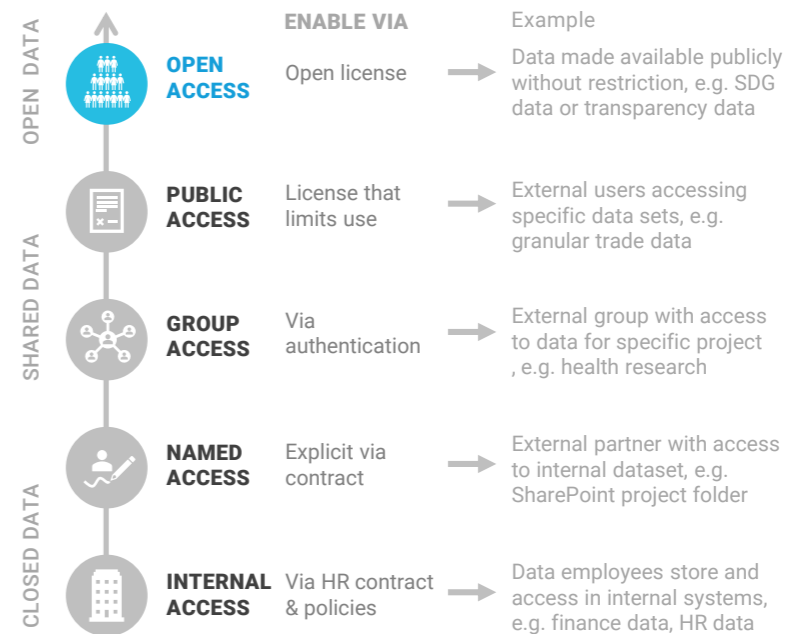 ENABLE VIA
Example
OPEN DATA
OPEN
ACCESS
Open license
Data made available publicly
without restriction, e.g. SDG
data or transparency data
SHARED DATA
PUBLIC
ACCESS
License that
limits use
External users accessing
specific data sets, e.g.
granular trade data
GROUP
ACCESS
Via
authentication
External group with access
to data for specific project
, e.g. health research
CLOSED DATA
NAMED
ACCESS
Explicit via
contract
External partner with access
to internal dataset, e.g.
SharePoint project folder
INTERNAL
ACCESS
Via HR contract
& policies
Data employees store and
access in internal systems,
e.g. finance data, HR data